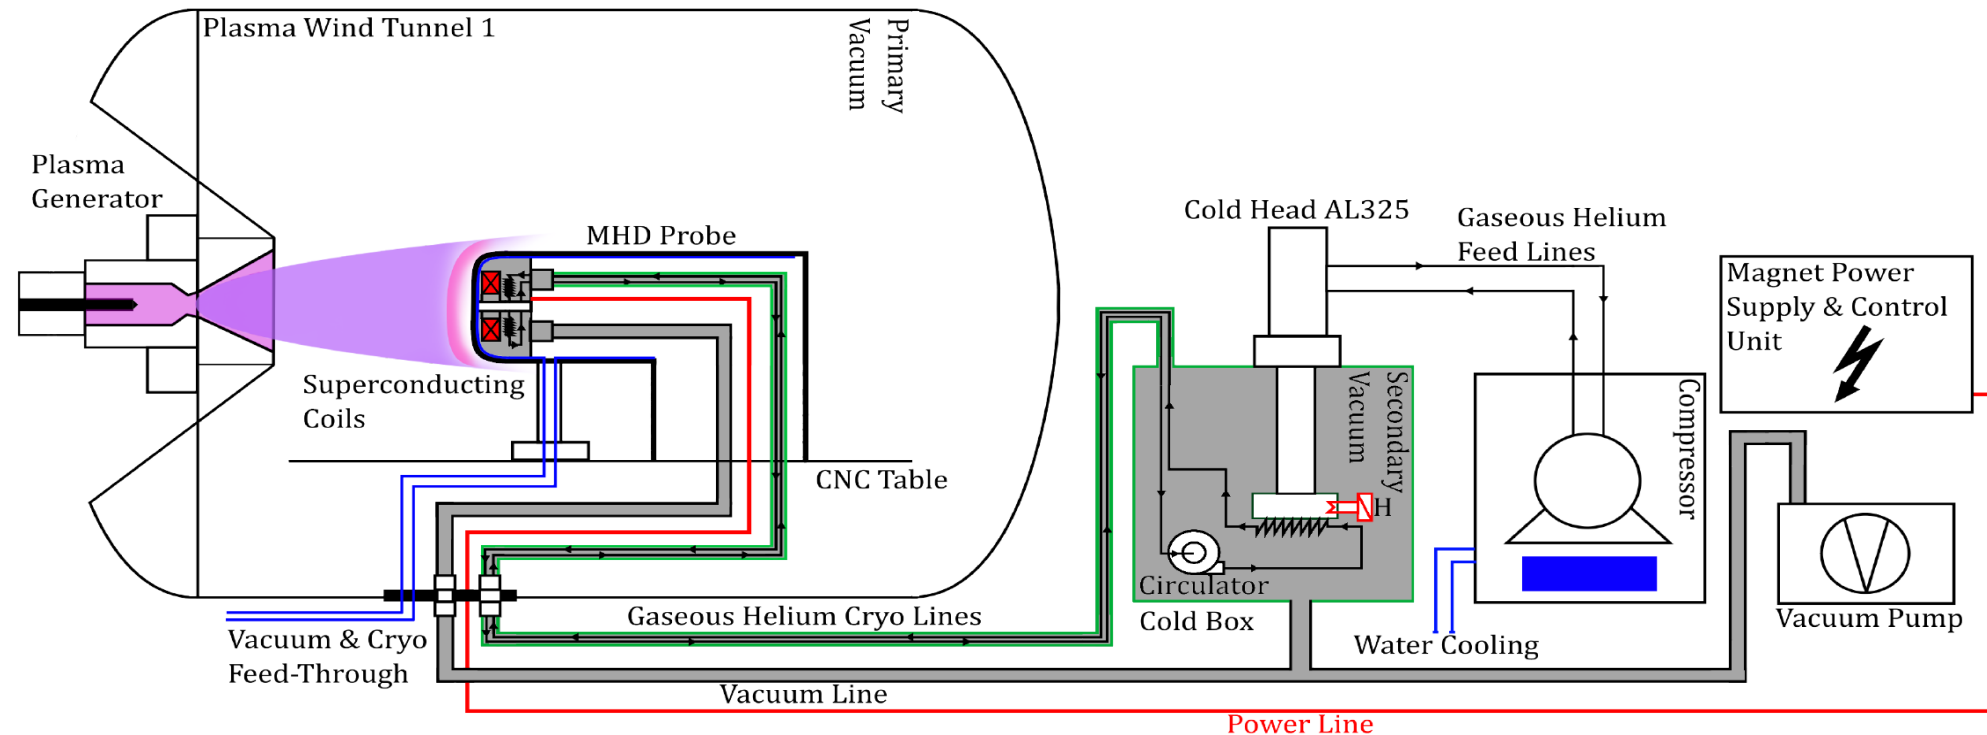 Plasma Wind Tunnel 1
Primary
Vacuum
Plasma
Generator
MHD Probe
Superconducting
Coils
CNC Table
Vacuum & Cryo
Feed-Through
Gaseous Helium Cryo Lines
Vacuum Line
Power Line
Cold Head AL325
Gaseous Helium
Feed Lines
Secondary
Vacuum
H
Circulator
Cold Box
Compressor
Water Cooling
Magnet Power
Supply & Control
Unit
Vacuum Pump